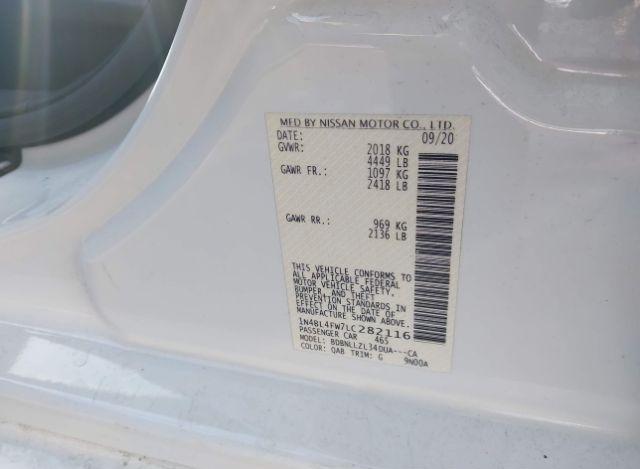 MFD BY NISSAN MOTOR CO., LTD.
DATE: 09/20
GVWR: 2018 KG
4449 LB
GAWR FR.: 1097 KG
2418 LB
GAWR RR.: 969 KG
2136 LB
THIS VEHICLE CONFORMS TO
ALL APPLICABLE FEDERAL
MOTOR VEHICLE SAFETY,
BUMPER, AND THEFT
PREVENTION STANDARDS IN
EFFECT ON THE DATE OF
MANUFACTURE SHOWN ABOVE.
1N4BL4FW7LC282116
PASSENGER CAR 465
MODEL: BDBNLLZL34DUA---CA
COLOR: QAB TRIM: G 9N00A